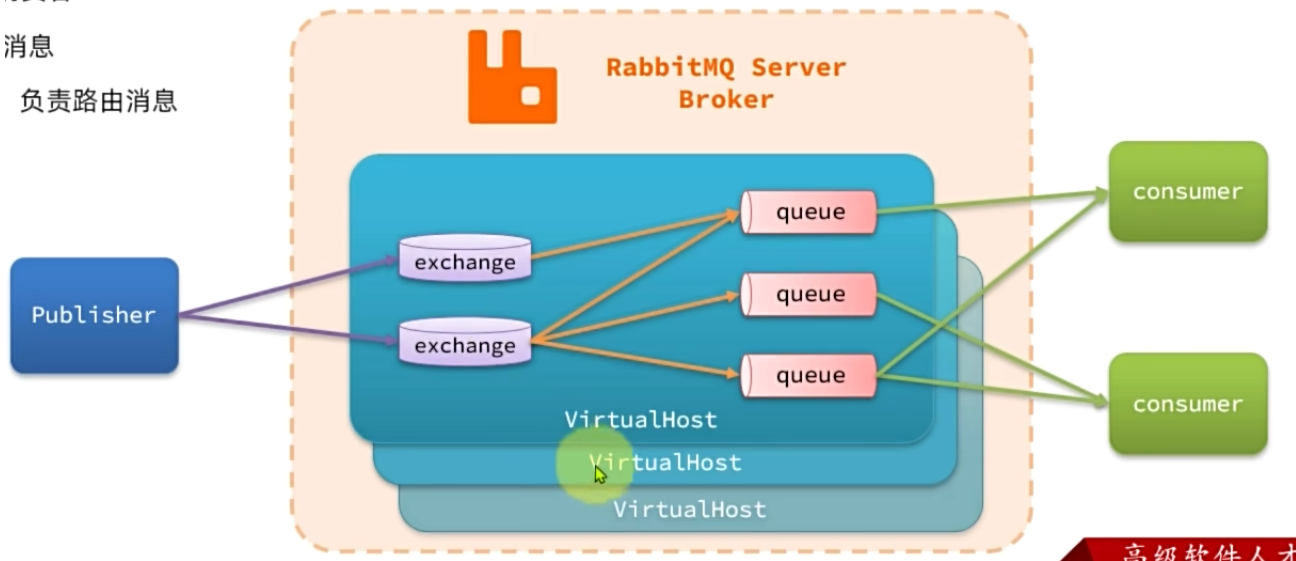 消息
负责路由消息
RabbitMQ Server
Broker
Publisher
exchange
exchange
queue
queue
queue
consumer
consumer
VirtualHost
VirtualHost
VirtualHost
高级软件人才